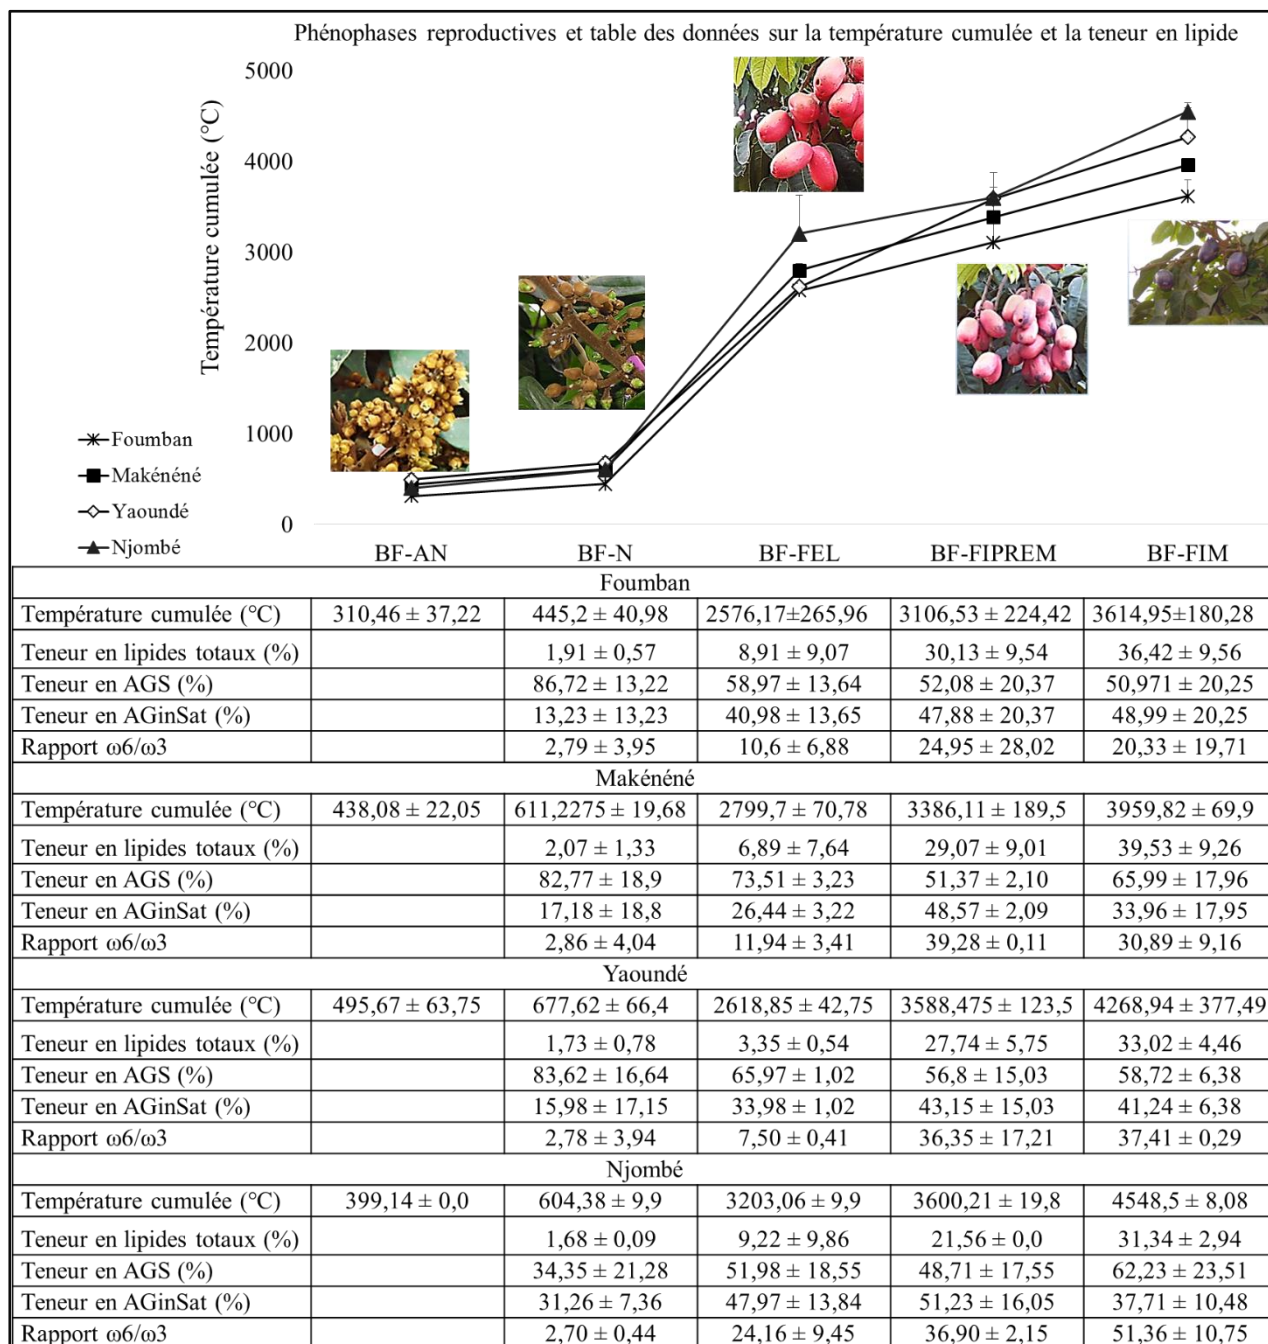 Phénophases reproductives et table des données sur la température cumulée et la teneur en lipide
Température cumulée (°C)
5000
4000
3000
2000
1000
0
Foumban
Makénéné
Yaoundé
Njombé
BF-AN BF-N BF-FEL BF-FIPREM BF-FIM
Foumban
Température cumulée (°C) 310,46 ± 37,22 445,2 ± 40,98 2576,17±265,96 3106,53 ± 224,42 3614,95±180,28
Teneur en lipides totaux (%) 1,91 ± 0,57 8,91 ± 9,07 30,13 ± 9,54 36,42 ± 9,56
Teneur en AGS (%) 86,72 ± 13,22 58,97 ± 13,64 52,08 ± 20,37 50,971 ± 20,25
Teneur en AGinSat (%) 13,23 ± 13,23 40,98 ± 13,65 47,88 ± 20,37 48,99 ± 20,25
Rapport ω6/ω3 2,79 ± 3,95 10,6 ± 6,88 24,95 ± 28,02 20,33 ± 19,71
Makénéné
Température cumulée (°C) 438,08 ± 22,05 611,2275 ± 19,68 2799,7 ± 70,78 3386,11 ± 189,5 3959,82 ± 69,9
Teneur en lipides totaux (%) 2,07 ± 1,33 6,89 ± 7,64 29,07 ± 9,01 39,53 ± 9,26
Teneur en AGS (%) 82,77 ± 18,9 73,51 ± 3,23 51,37 ± 2,10 65,99 ± 17,96
Teneur en AGinSat (%) 17,18 ± 18,8 26,44 ± 3,22 48,57 ± 2,09 33,96 ± 17,95
Rapport ω6/ω3 2,86 ± 4,04 11,94 ± 3,41 39,28 ± 0,11 30,89 ± 9,16
Yaoundé
Température cumulée (°C) 495,67 ± 63,75 677,62 ± 66,4 2618,85 ± 42,75 3588,475 ± 123,5 4268,94 ± 377,49
Teneur en lipides totaux (%) 1,73 ± 0,78 3,35 ± 0,54 27,74 ± 5,75 33,02 ± 4,46
Teneur en AGS (%) 83,62 ± 16,64 65,97 ± 1,02 56,8 ± 15,03 58,72 ± 6,38
Teneur en AGinSat (%) 15,98 ± 17,15 33,98 ± 1,02 43,15 ± 15,03 41,24 ± 6,38
Rapport ω6/ω3 2,78 ± 3,94 7,50 ± 0,41 36,35 ± 17,21 37,41 ± 0,29
Njombé
Température cumulée (°C) 399,14 ± 0,0 604,38 ± 9,9 3203,06 ± 9,9 3600,21 ± 19,8 4548,5 ± 8,08
Teneur en lipides totaux (%) 1,68 ± 0,09 9,22 ± 9,86 21,56 ± 0,0 31,34 ± 2,94
Teneur en AGS (%) 34,35 ± 21,28 51,98 ± 18,55 48,71 ± 17,55 62,23 ± 23,51
Teneur en AGinSat (%) 31,26 ± 7,36 47,97 ± 13,84 51,23 ± 16,05 37,71 ± 10,48
Rapport ω6/ω3 2,70 ± 0,44 24,16 ± 9,45 36,90 ± 2,15 51,36 ± 10,75